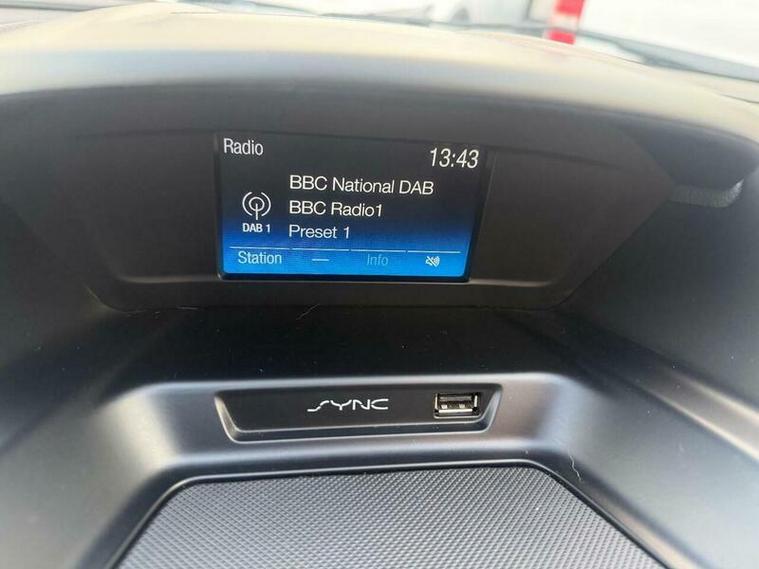 Radio
13:43
BBC National DAB
BBC Radio1
DAB 1
Preset 1
Station
—
Info
SYNC